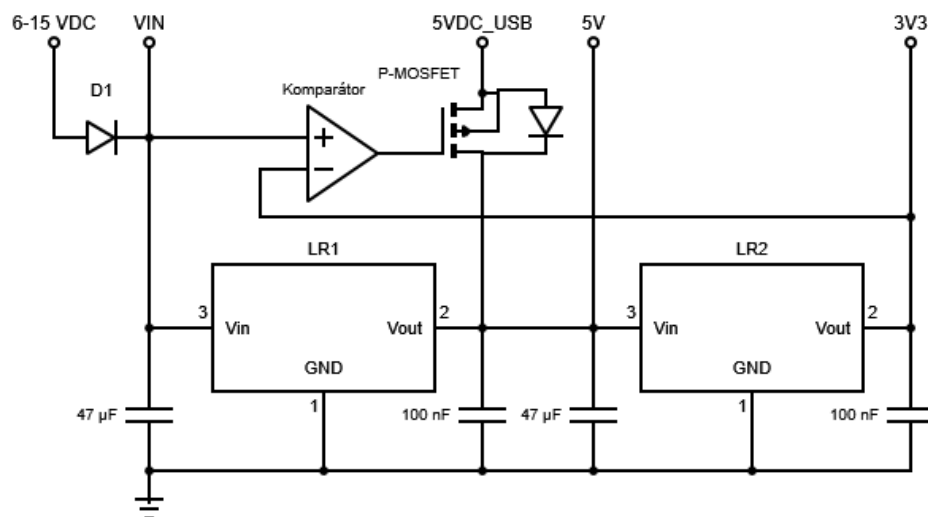 6-15 VDC
VIN
5VDC_USB
5V
3V3
P-MOSFET
D1
Komparátor
+
−
LR1
LR2
3
Vin
Vout
2
GND
1
3
Vin
Vout
2
GND
1
47 µF
100 nF
47 µF
100 nF